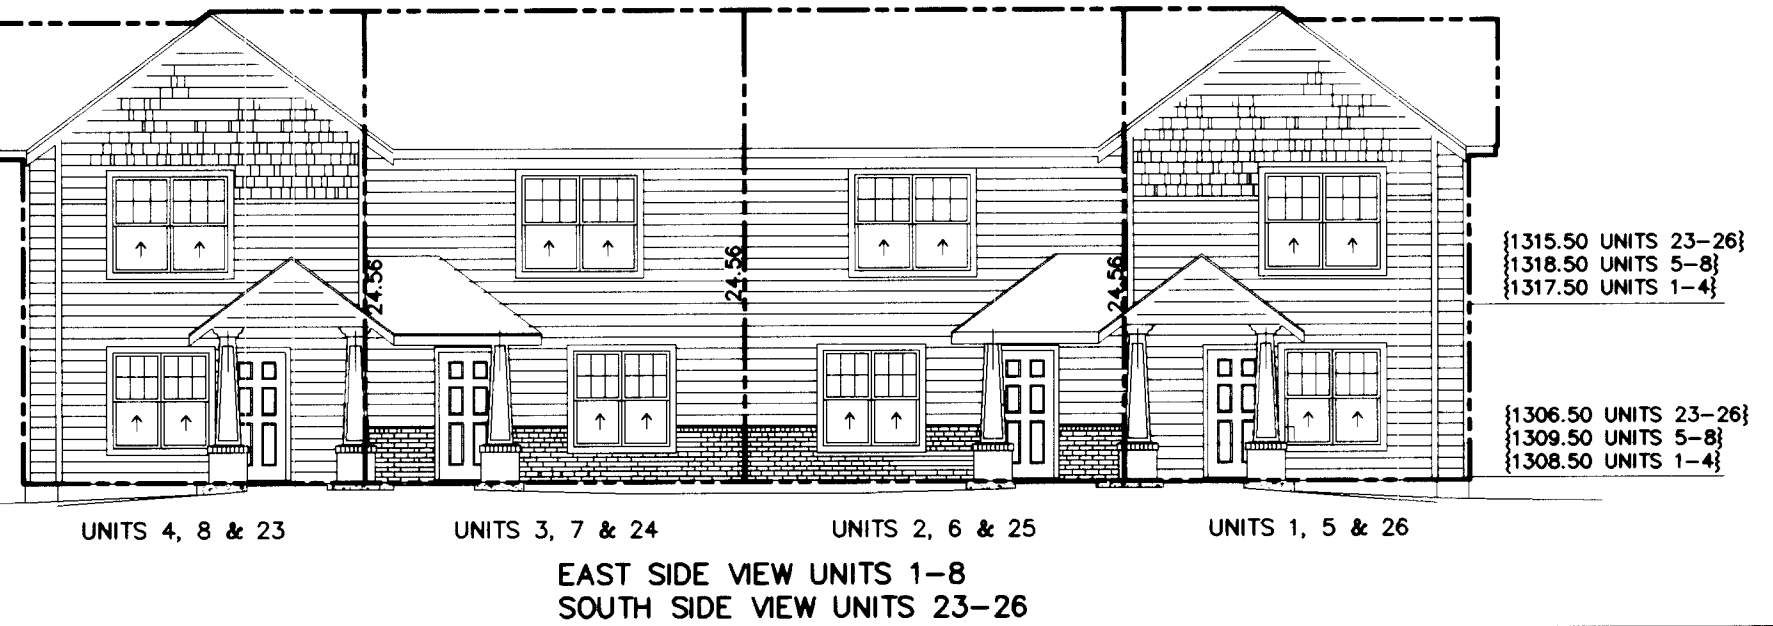 24.56
24.56
24.56
{1315.50 UNITS 23-26}
{1318.50 UNITS 5-8}
{1317.50 UNITS 1-4}
{1306.50 UNITS 23-26}
{1309.50 UNITS 5-8}
{1308.50 UNITS 1-4}
UNITS 4, 8 & 23
UNITS 3, 7 & 24
UNITS 2, 6 & 25
UNITS 1, 5 & 26
EAST SIDE VIEW UNITS 1-8
SOUTH SIDE VIEW UNITS 23-26